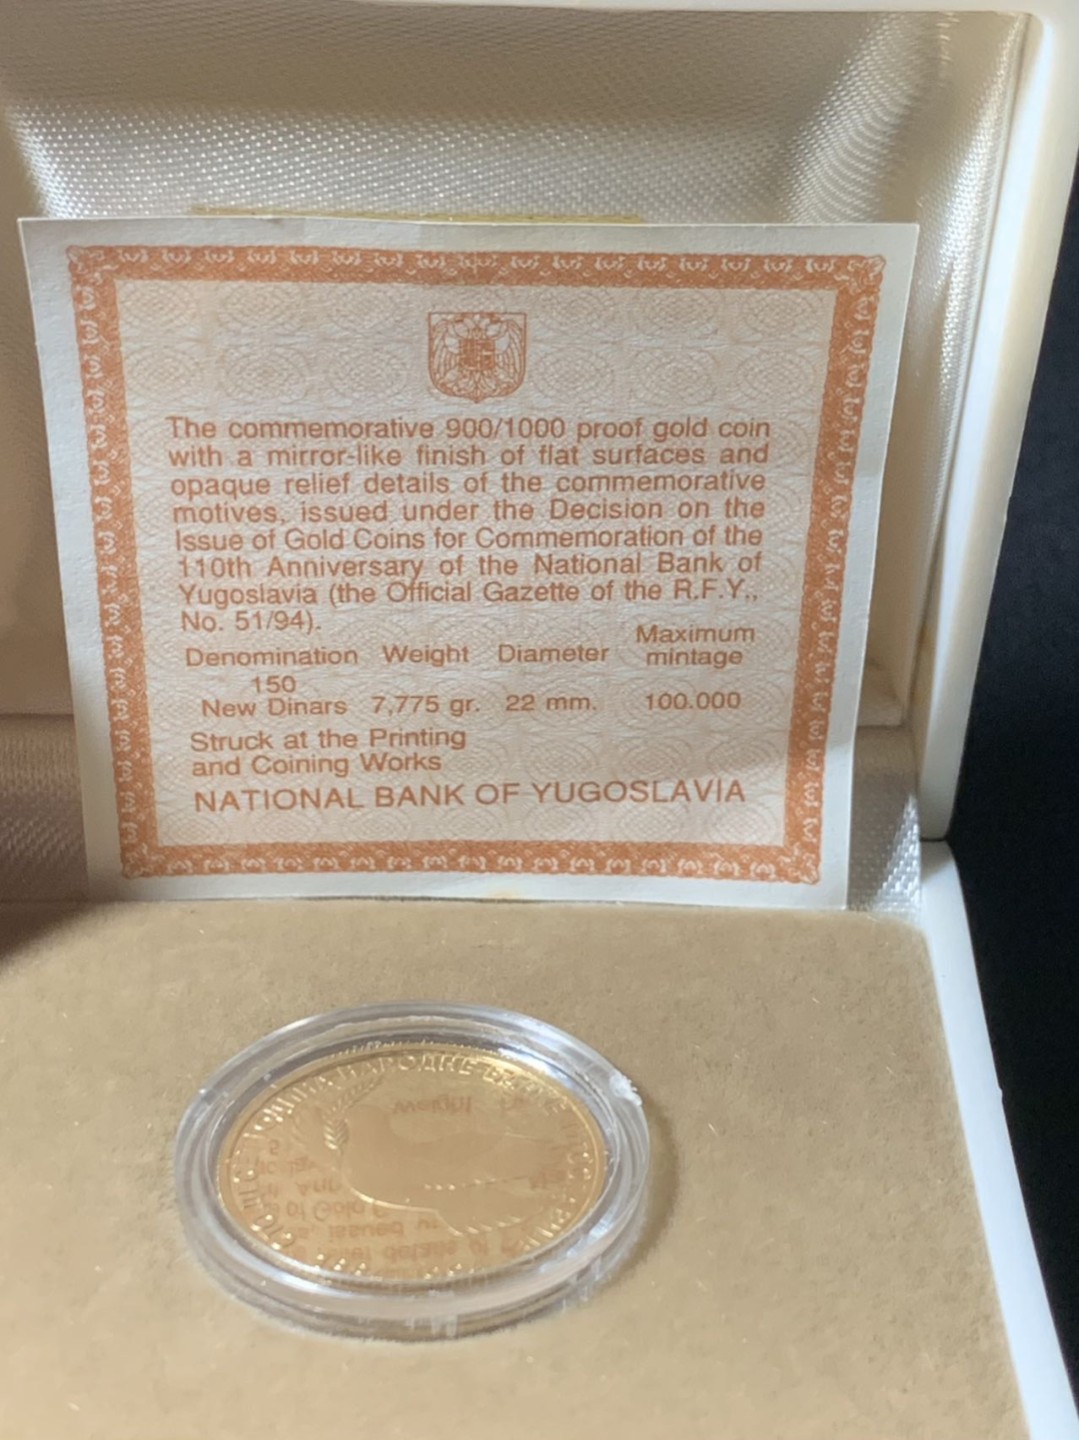 The commemorative 900/1000 proof gold coin
with a mirror-like finish of flat surfaces and
opaque relief details of the commemorative
motives, issued under the Decision on the
Issue of Gold Coins for Commemoration of the
110th Anniversary of the National Bank of
Yugoslavia (the Official Gazette of the R.F.Y.,
No. 51/94).
Denomination Weight Diameter Maximum mintage
150
New Dinars 7,775 gr. 22 mm. 100.000
Struck at the Printing
and Coining Works
NATIONAL BANK OF YUGOSLAVIA
НАРОДНЕ